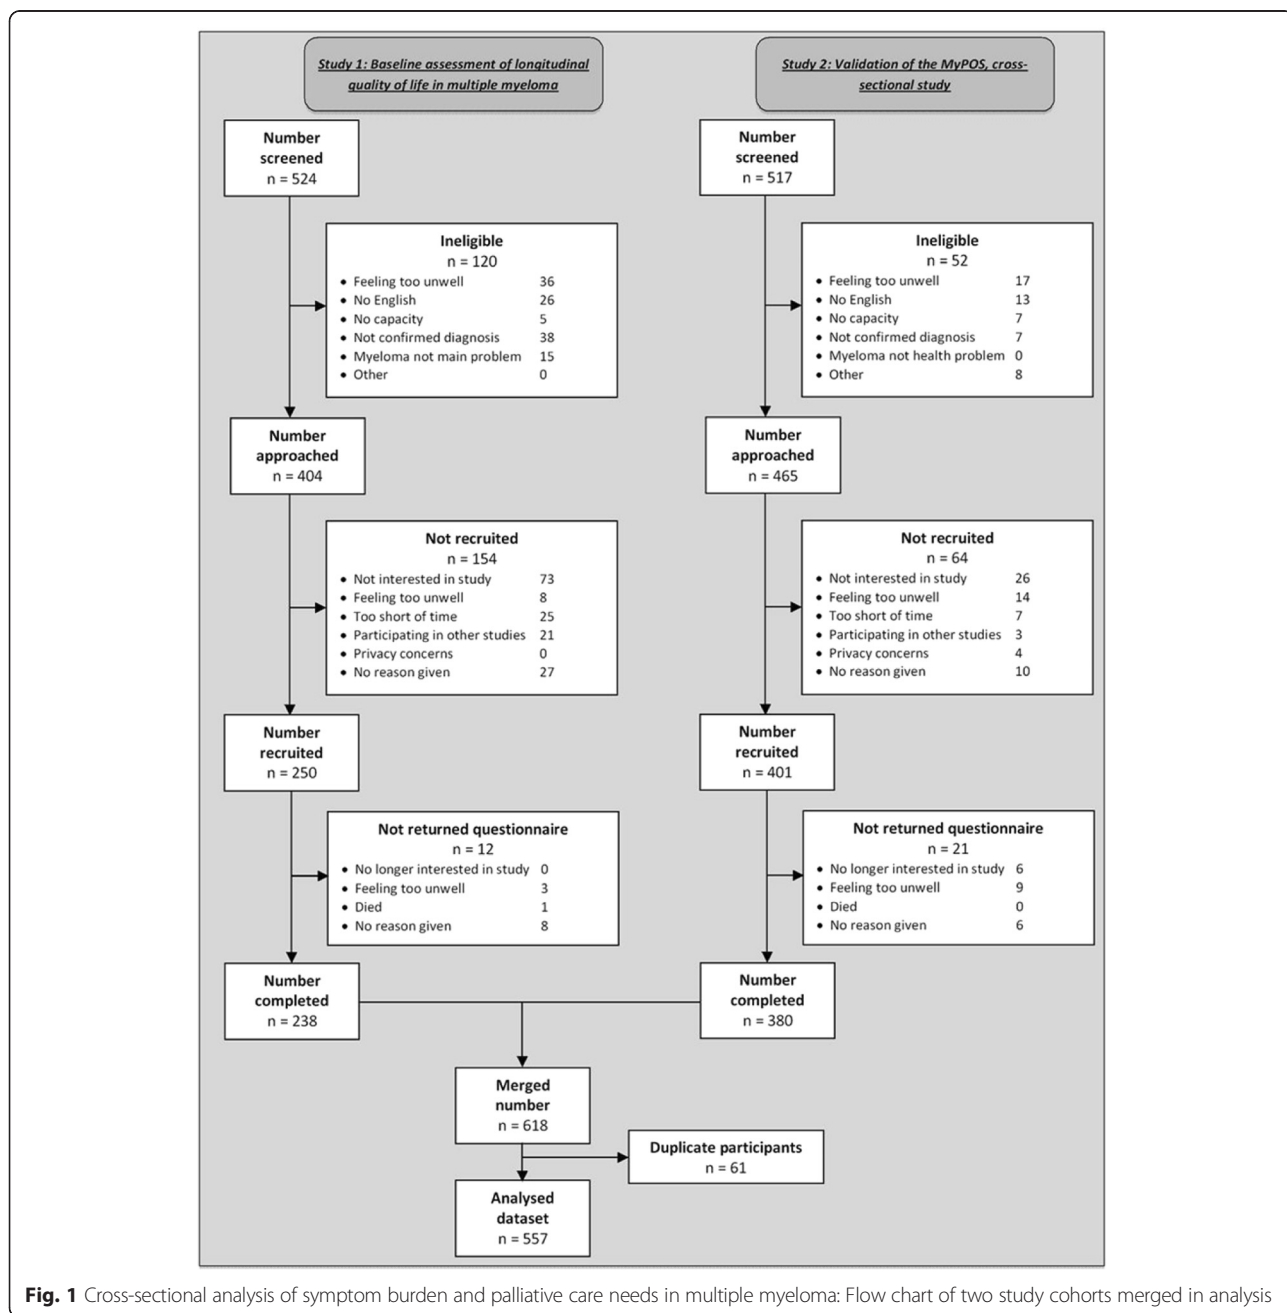 Study 1: Baseline assessment of longitudinal
quality of life in multiple myeloma
Number
screened
n = 524
Ineligible
n = 120
• Feeling too unwell 36
• No English 26
• No capacity 5
• Not confirmed diagnosis 38
• Myeloma not main problem 15
• Other 0
Number
approached
n = 404
Not recruited
n = 154
• Not interested in study 73
• Feeling too unwell 8
• Too short of time 25
• Participating in other studies 21
• Privacy concerns 0
• No reason given 27
Number
recruited
n = 250
Not returned questionnaire
n = 12
• No longer interested in study 0
• Feeling too unwell 3
• Died 1
• No reason given 8
Number
completed
n = 238
Study 2: Validation of the MyPOS, cross-
sectional study
Number
screened
n = 517
Ineligible
n = 52
• Feeling too unwell 17
• No English 13
• No capacity 7
• Not confirmed diagnosis 7
• Myeloma not health problem 0
• Other 8
Number
approached
n = 465
Not recruited
n = 64
• Not interested in study 26
• Feeling too unwell 14
• Too short of time 7
• Participating in other studies 3
• Privacy concerns 4
• No reason given 10
Number
recruited
n = 401
Not returned questionnaire
n = 21
• No longer interested in study 6
• Feeling too unwell 9
• Died 0
• No reason given 6
Number
completed
n = 380
Merged
number
n = 618
Duplicate participants
n = 61
Analysed
dataset
n = 557
Fig. 1 Cross-sectional analysis of symptom burden and palliative care needs in multiple myeloma: Flow chart of two study cohorts merged in analysis